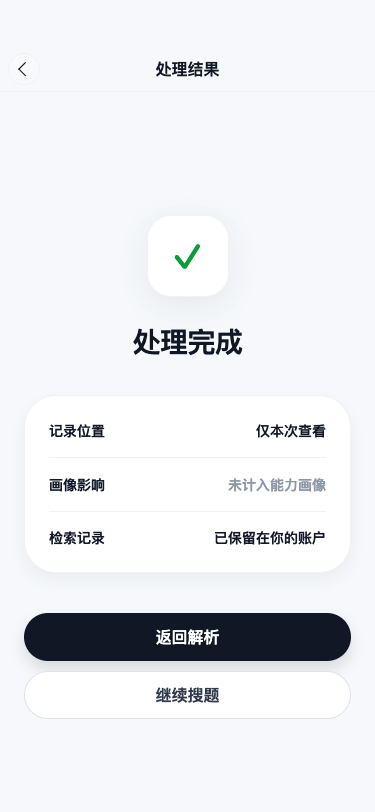 处理结果
处理完成
记录位置 仅本次查看
画像影响 未计入能力画像
检索记录 已保留在你的账户
返回解析
继续搜题